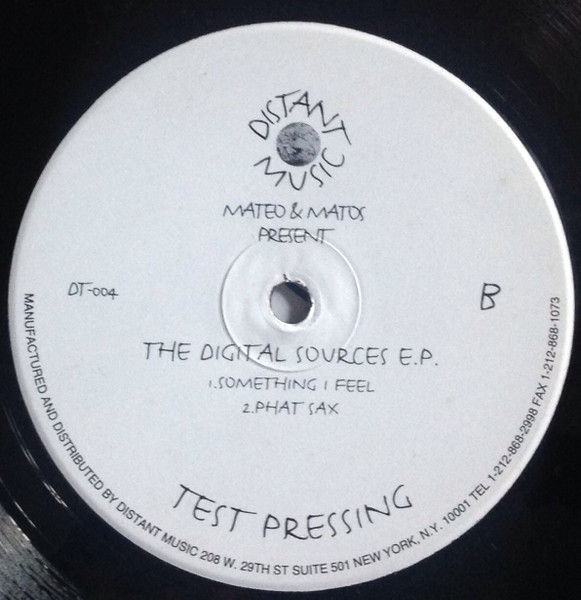 DISTANT
MUSIC
MATEO & MATOS
PRESENT
DT-004
B
THE DIGITAL SOURCES E.P.
1.SOMETHING I FEEL
2.PHAT SAX
TEST PRESSING
MANUFACTURED AND DISTRIBUTED BY DISTANT MUSIC 208 W. 29TH ST SUITE 501 NEW YORK, N.Y. 10001 TEL 1-212-868-2998 FAX 1-212-868-1073